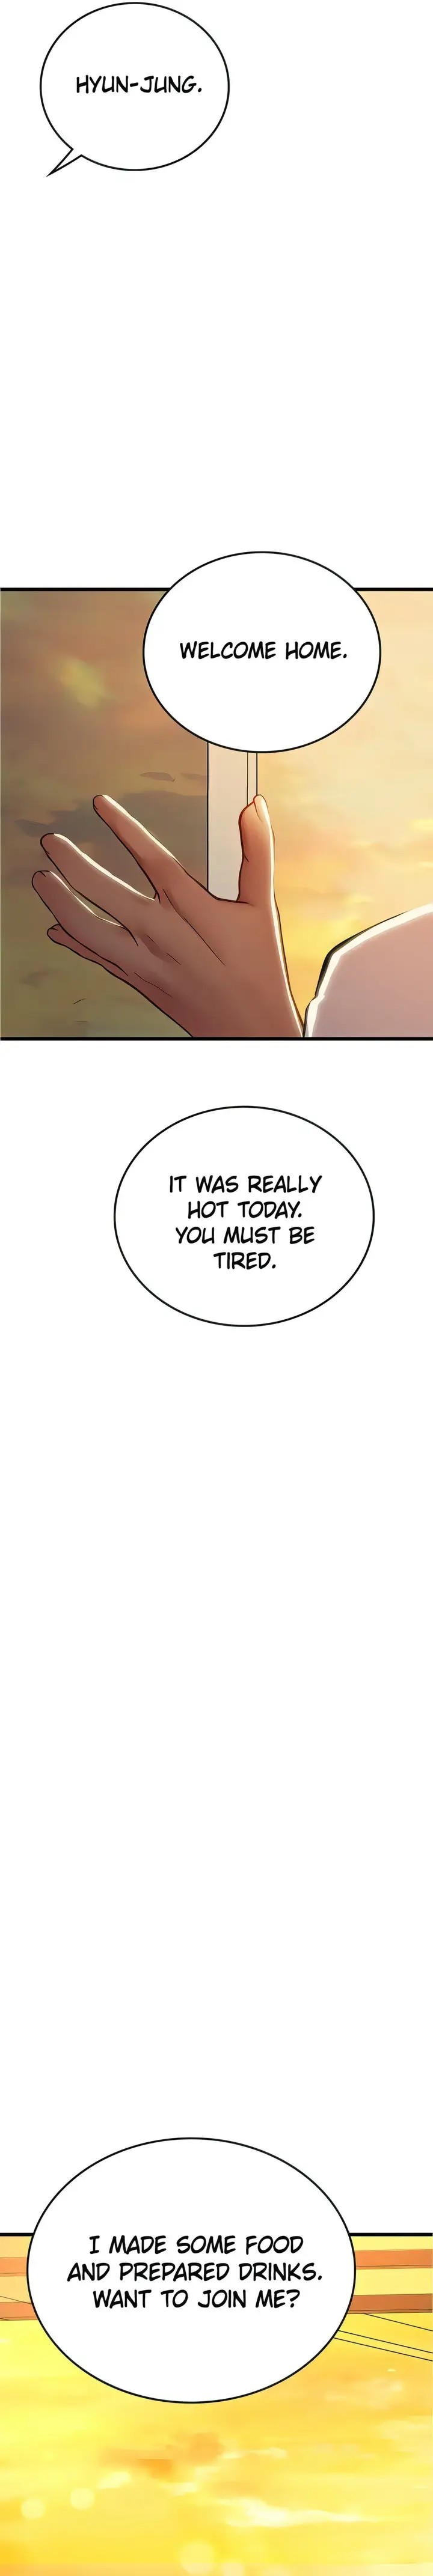 HYUN-JUNG.
WELCOME HOME.
IT WAS REALLY
HOT TODAY.
YOU MUST BE
TIRED.
I MADE SOME FOOD
AND PREPARED DRINKS.
WANT TO JOIN ME?